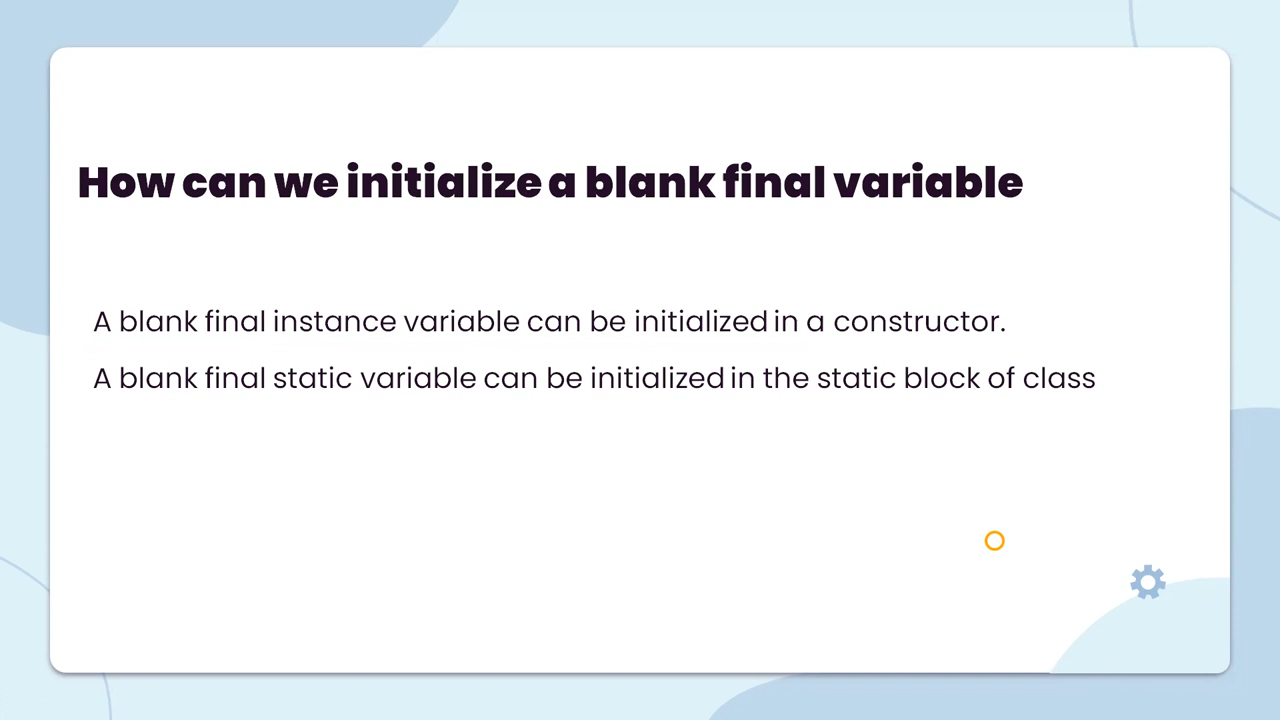 How can we initialize a blank final variable
A blank final instance variable can be initialized in a constructor.
A blank final static variable can be initialized in the static block of class